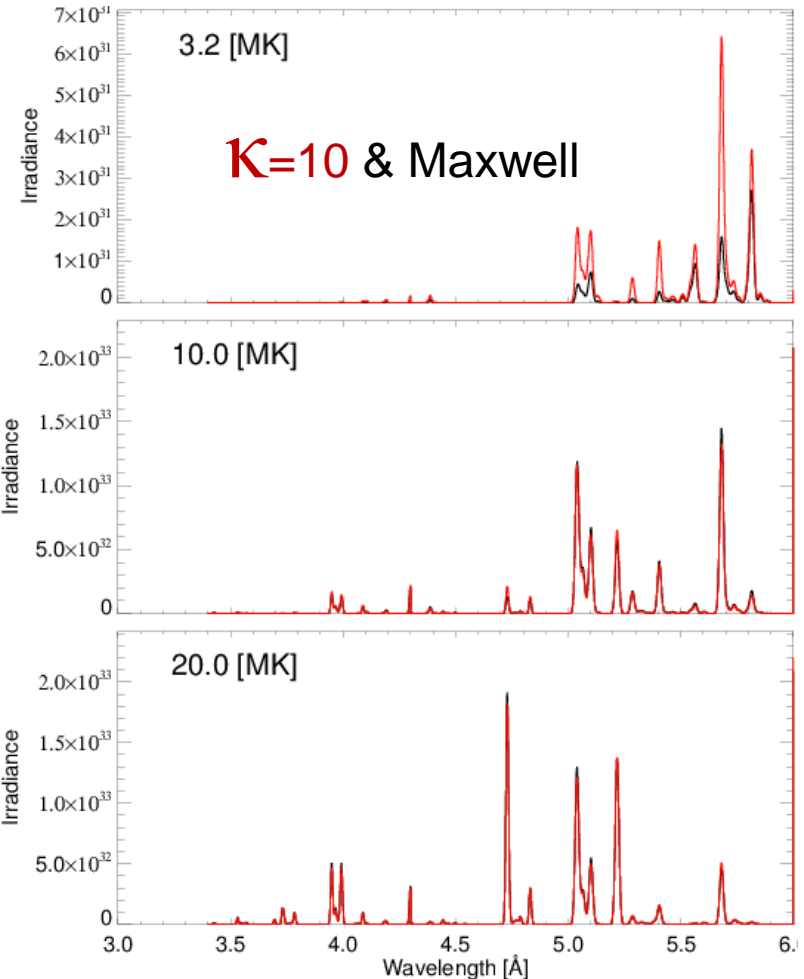 7×10³¹
3.2 [MK]
6×10³¹
5×10³¹
4×10³¹
3×10³¹
2×10³¹
1×10³¹
0
Irradiance
κ=10 & Maxwell
10.0 [MK]
2.0×10³³
1.5×10³³
1.0×10³³
5.0×10³²
0
Irradiance
20.0 [MK]
2.0×10³³
1.5×10³³
1.0×10³³
5.0×10³²
0
Irradiance
3.0 3.5 4.0 4.5 5.0 5.5 6.0
Wavelength [Å]